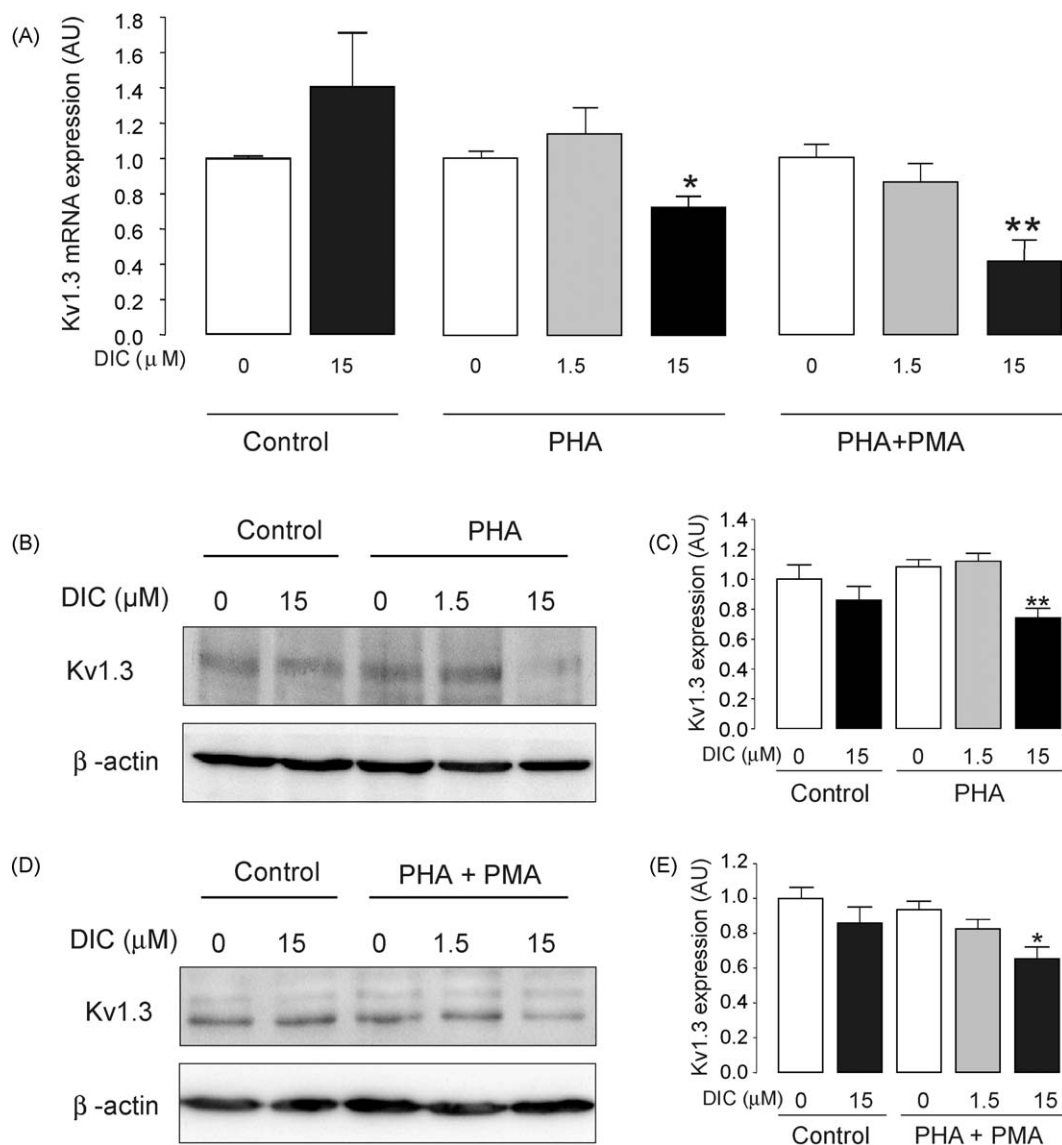 (A)
Kv1.3 mRNA expression (AU)
1.8
1.6
1.4
1.2
1.0
0.8
0.6
0.4
0.2
0.0
*
**
DIC (μ M)
0 15 0 1.5 15 0 1.5 15
Control PHA PHA+PMA
(B)
Control PHA
DIC (μM) 0 15 0 1.5 15
Kv1.3
β -actin
(C)
Kv1.3 expression (AU)
1.4
1.2
1.0
0.8
0.6
0.4
0.2
0.0
**
DIC (μM) 0 15 0 1.5 15
Control PHA
(D)
Control PHA + PMA
DIC (μM) 0 15 0 1.5 15
Kv1.3
β -actin
(E)
Kv1.3 expression (AU)
1.2
1.0
0.8
0.6
0.4
0.2
0.0
*
DIC (μM) 0 15 0 1.5 15
Control PHA + PMA